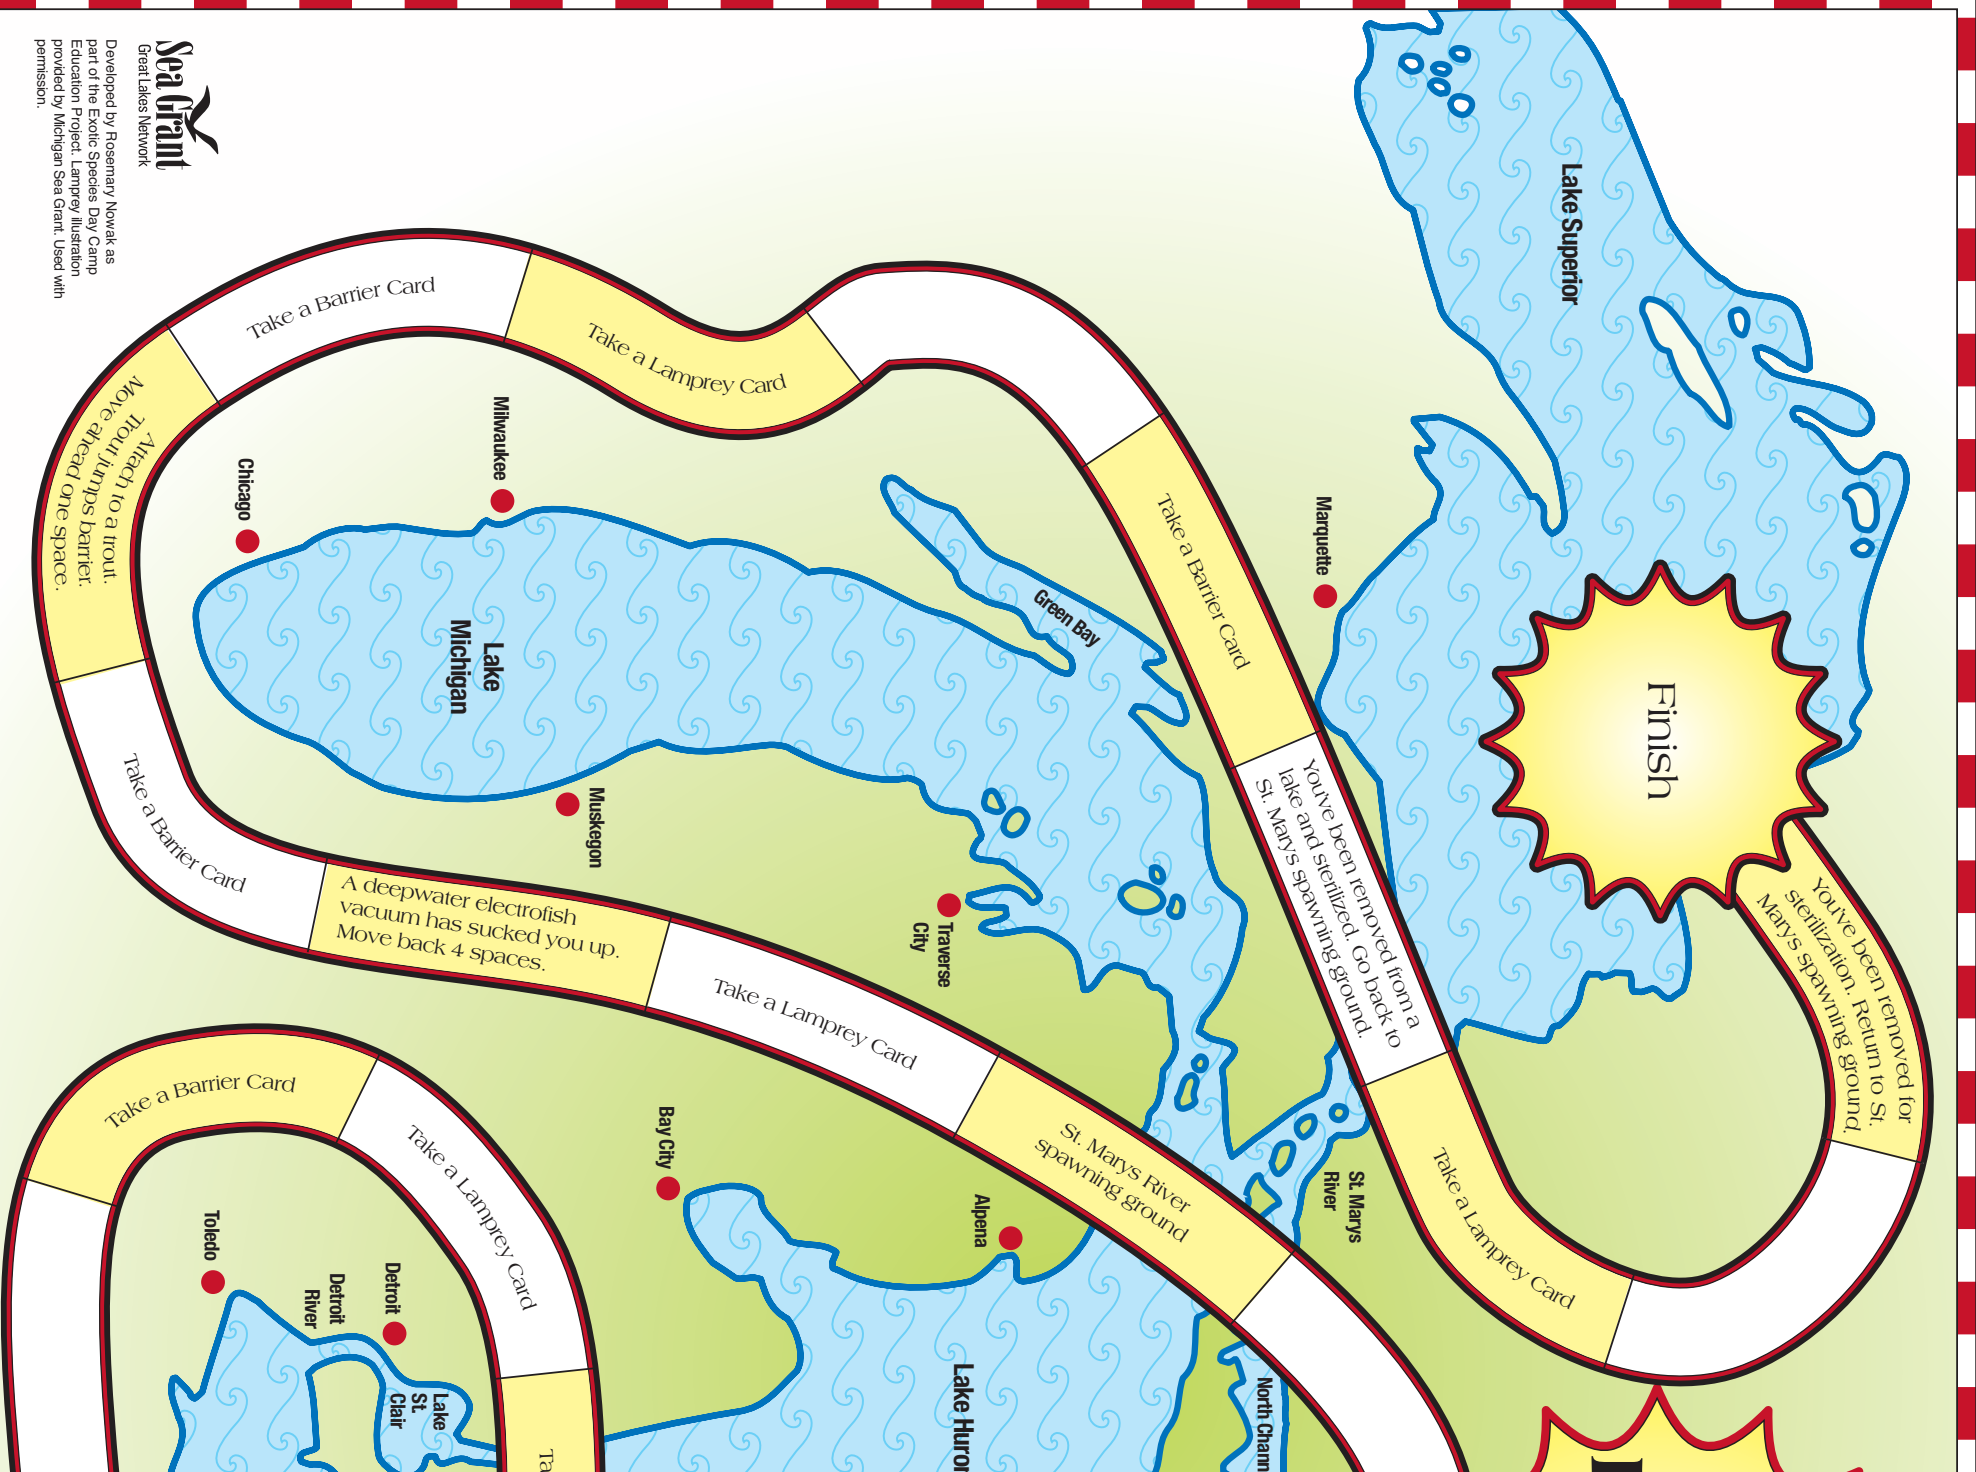 Sea Grant
Great Lakes Network
Developed by Rosemary Nowak as
part of the Exotic Species Day Camp
Education Project. Lamprey illustration
provided by Michigan Sea Grant. Used with
permission.
Lake Superior
Marquette
Finish
You've been removed for
sterilization. Return to St.
Marys spawning ground.
Take a Lamprey Card
You've been removed from a
lake and sterilized. Go back to
St. Marys spawning ground.
Take a Barrier Card
Take a Lamprey Card
Take a Barrier Card
Attach to a trout.
Trout jumps barrier.
Move ahead one space.
Take a Barrier Card
A deepwater electrofish
vacuum has sucked you up.
Move back 4 spaces.
Take a Lamprey Card
St. Marys River
spawning ground
Milwaukee
Chicago
Green Bay
Lake
Michigan
Muskegon
Traverse
City
St. Marys
River
Bay City
Alpena
Lake Huron
North Chann
Take a Barrier Card
Take a Lamprey Card
Ta
Toledo
Detroit
Detroit
River
Lake
St.
Clair